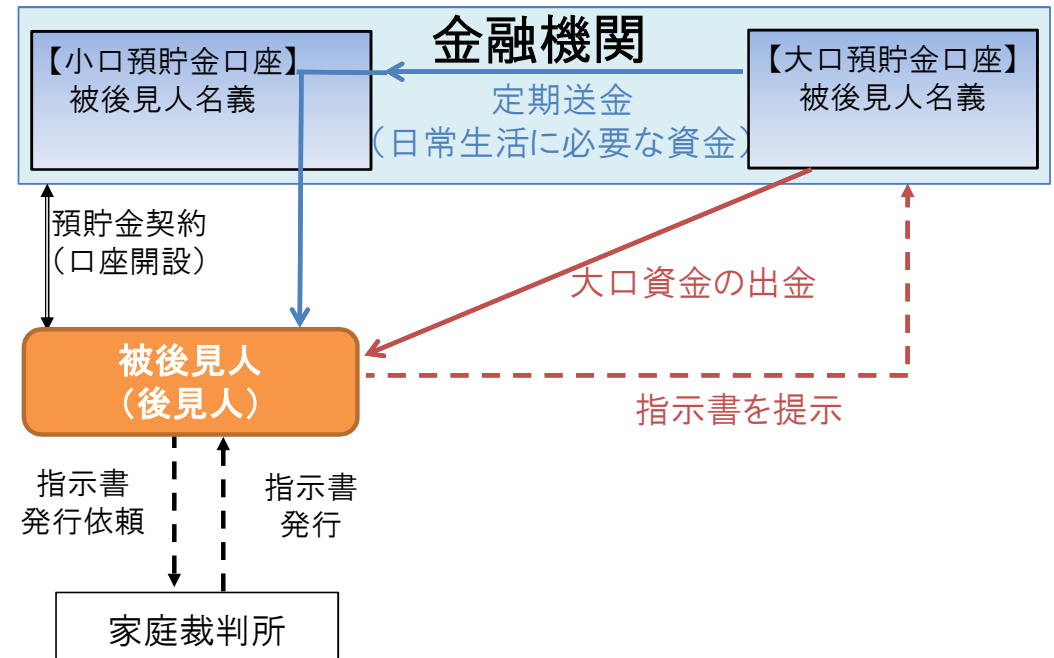 金融機関
【小口預貯金口座】
被後見人名義
【大口預貯金口座】
被後見人名義
定期送金
（日常生活に必要な資金）
預貯金契約
（口座開設）
大口資金の出金
被後見人
（後見人）
指示書を提示
指示書
発行依頼
指示書
発行
家庭裁判所